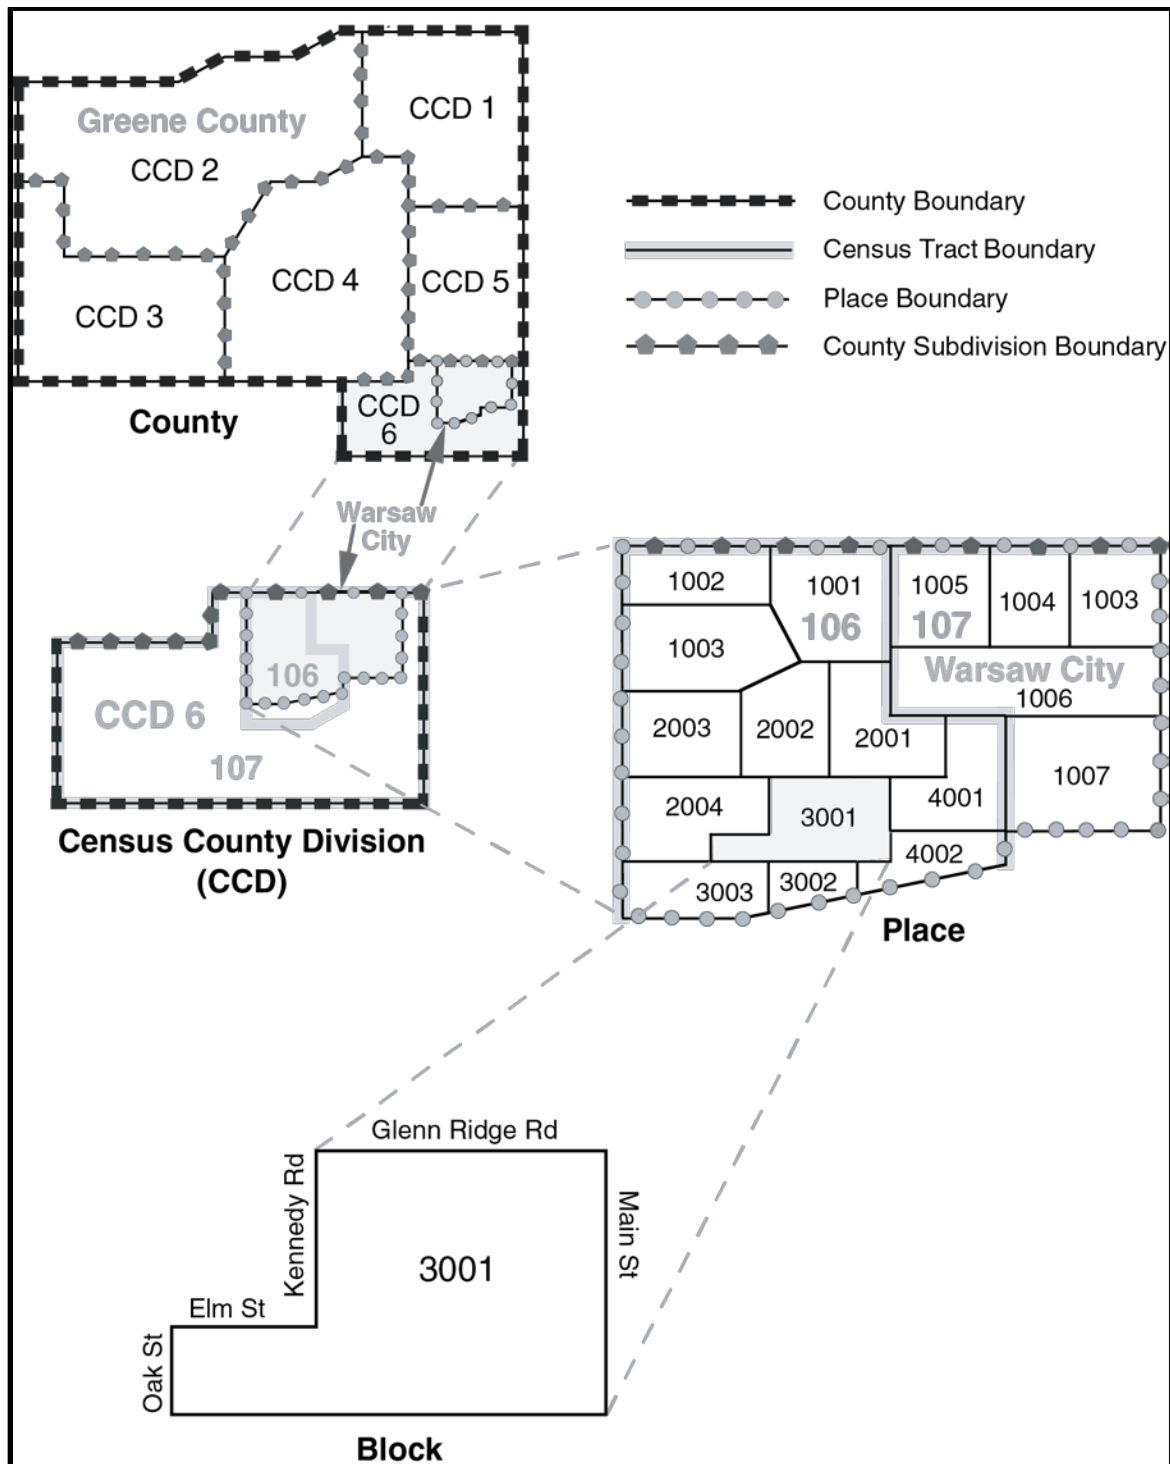 CCD 1
Greene County
CCD 2
CCD 4
CCD 5
CCD 3
CCD
6
County
County Boundary
Census Tract Boundary
Place Boundary
County Subdivision Boundary
Warsaw
City
106
CCD 6
107
Census County Division
(CCD)
1002
1001
1005
1004
1003
106
107
1003
Warsaw City
1006
2003
2002
2001
1007
2004
3001
4001
4002
3003
3002
Place
Glenn Ridge Rd
Kennedy Rd
Main St
3001
Elm St
Oak St
Block